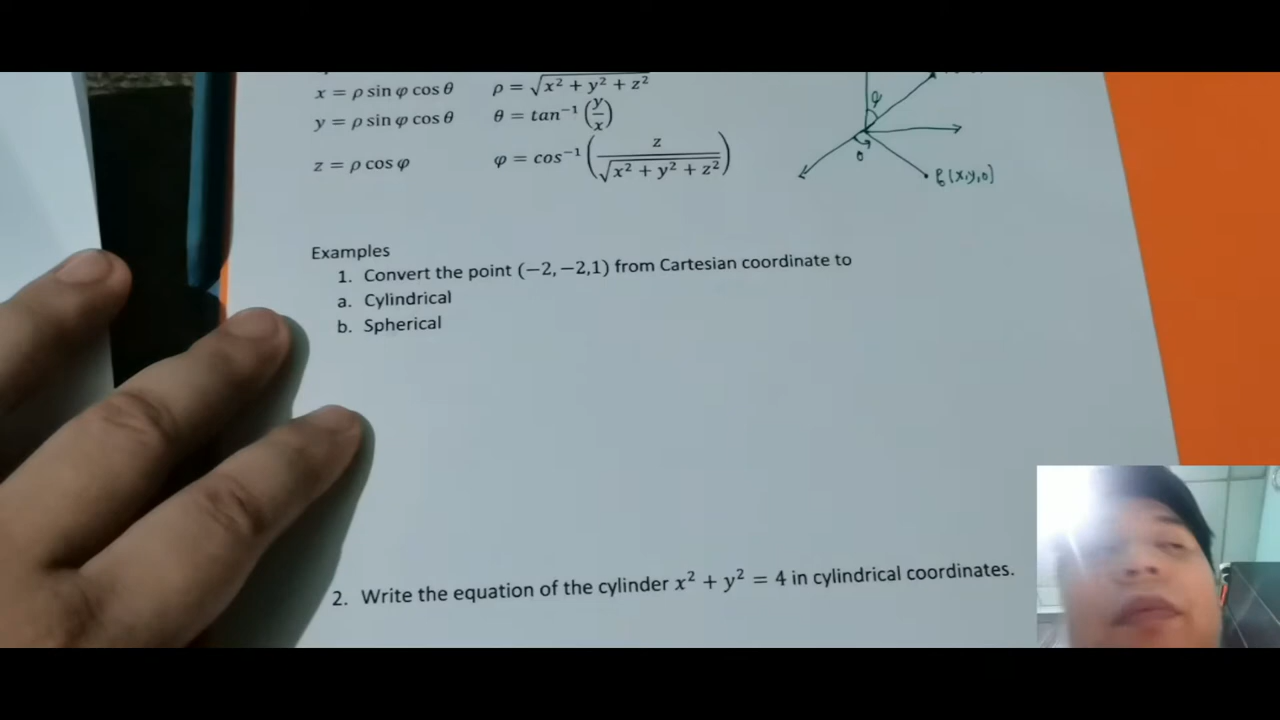 x = ρ sin φ cos θ ρ = √x² + y² + z²
y = ρ sin φ cos θ θ = tan⁻¹ (y/x)
z = ρ cos φ φ = cos⁻¹ (z/√x² + y² + z²)
φ
θ
(x,y,0)
Examples
1. Convert the point (−2,−2,1) from Cartesian coordinate to
a. Cylindrical
b. Spherical
2. Write the equation of the cylinder x² + y² = 4 in cylindrical coordinates.